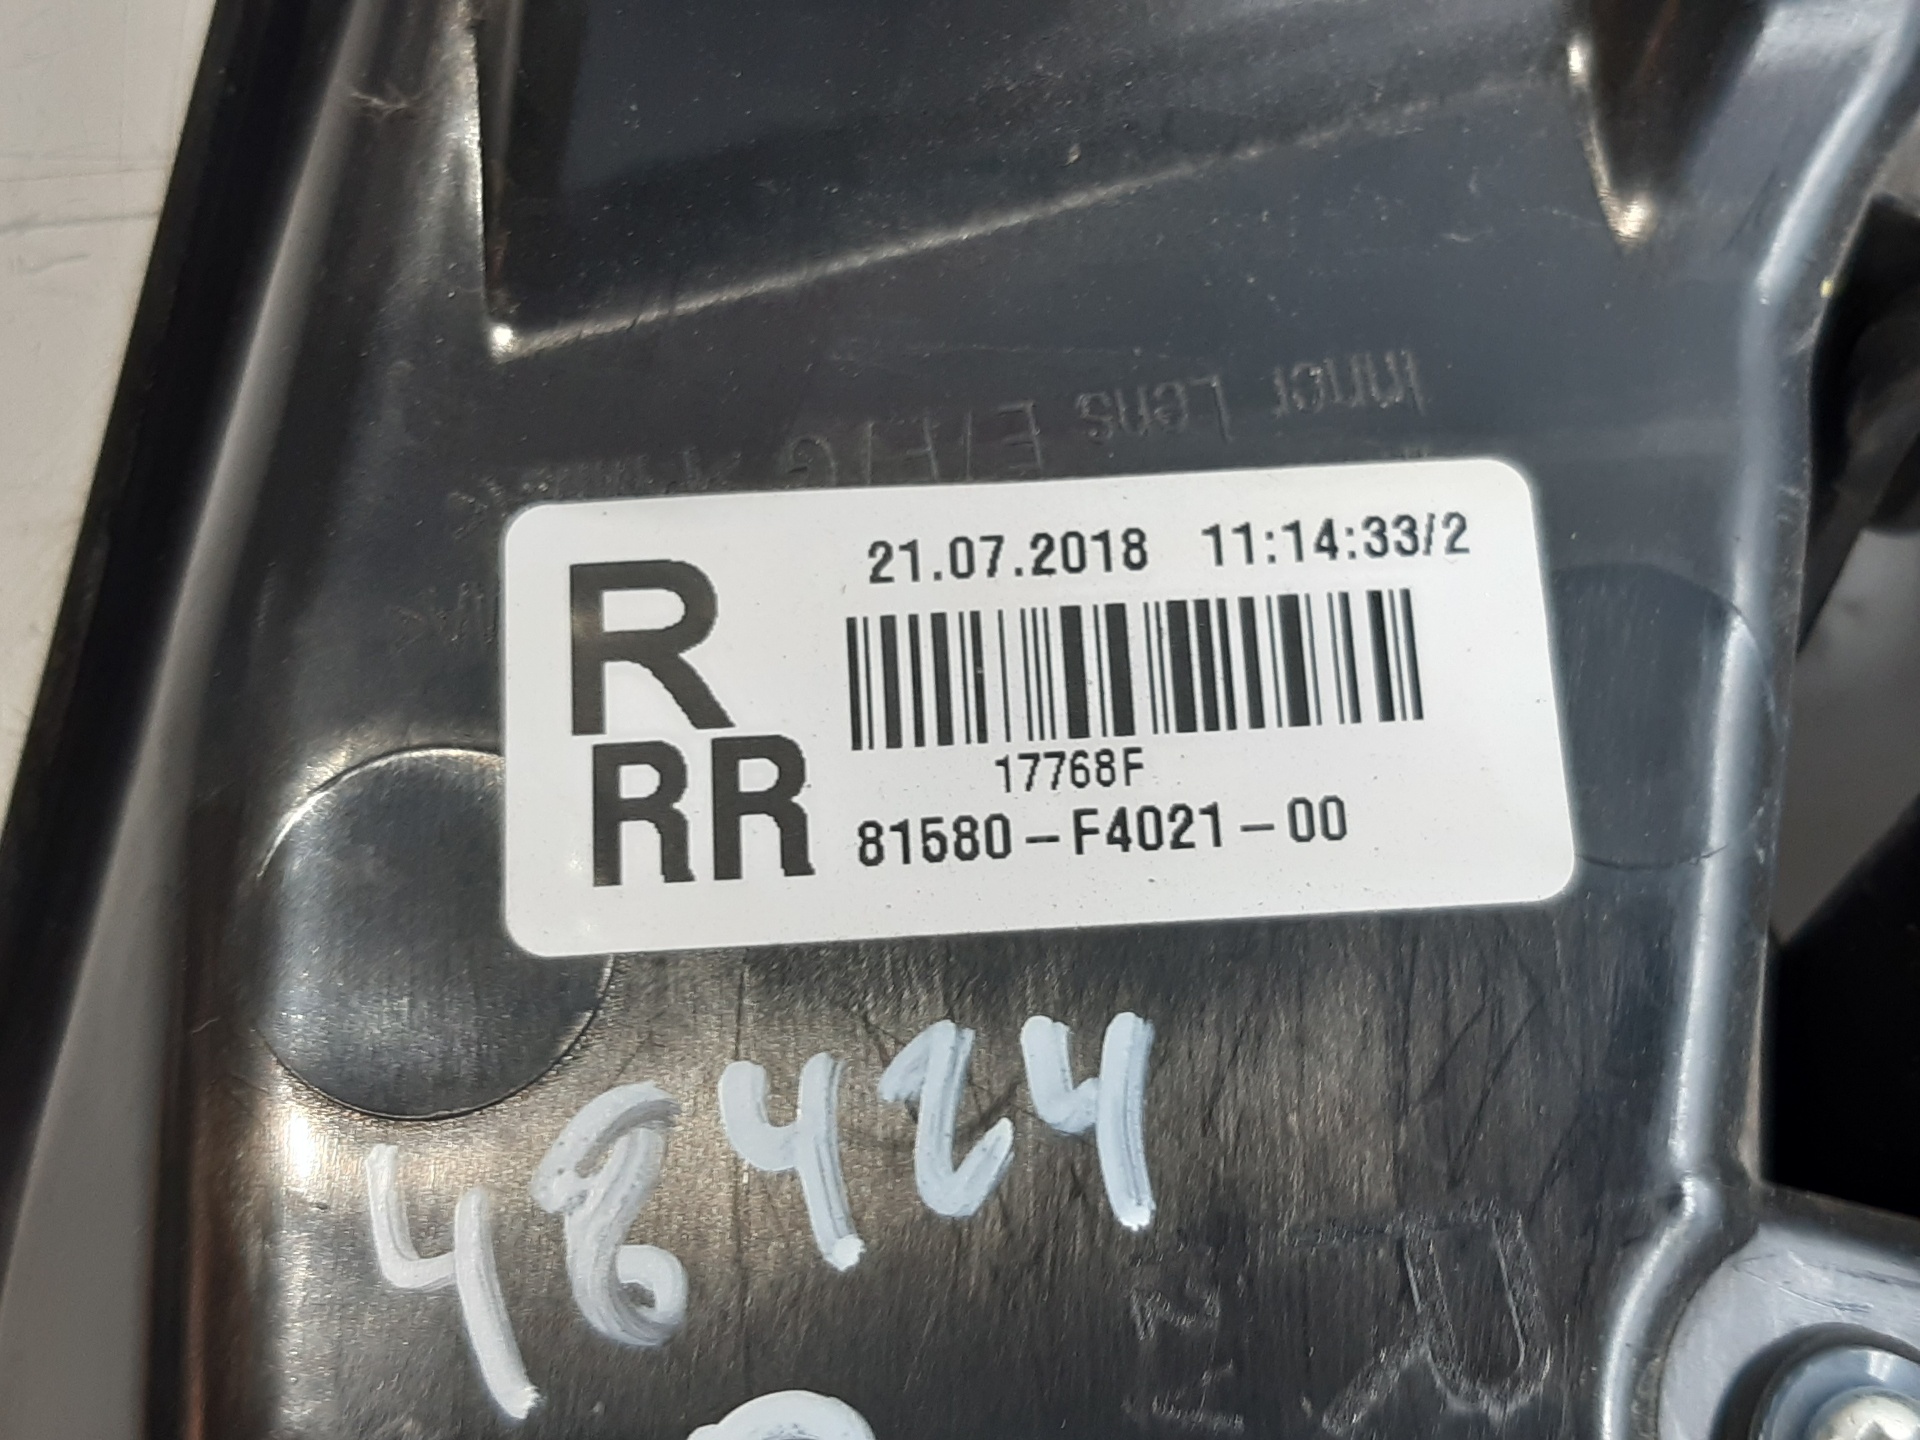 Inner Lens E/F/G
R
21.07.2018 11:14:33/2
17768F
RR
81580-F4021-00
48424
R